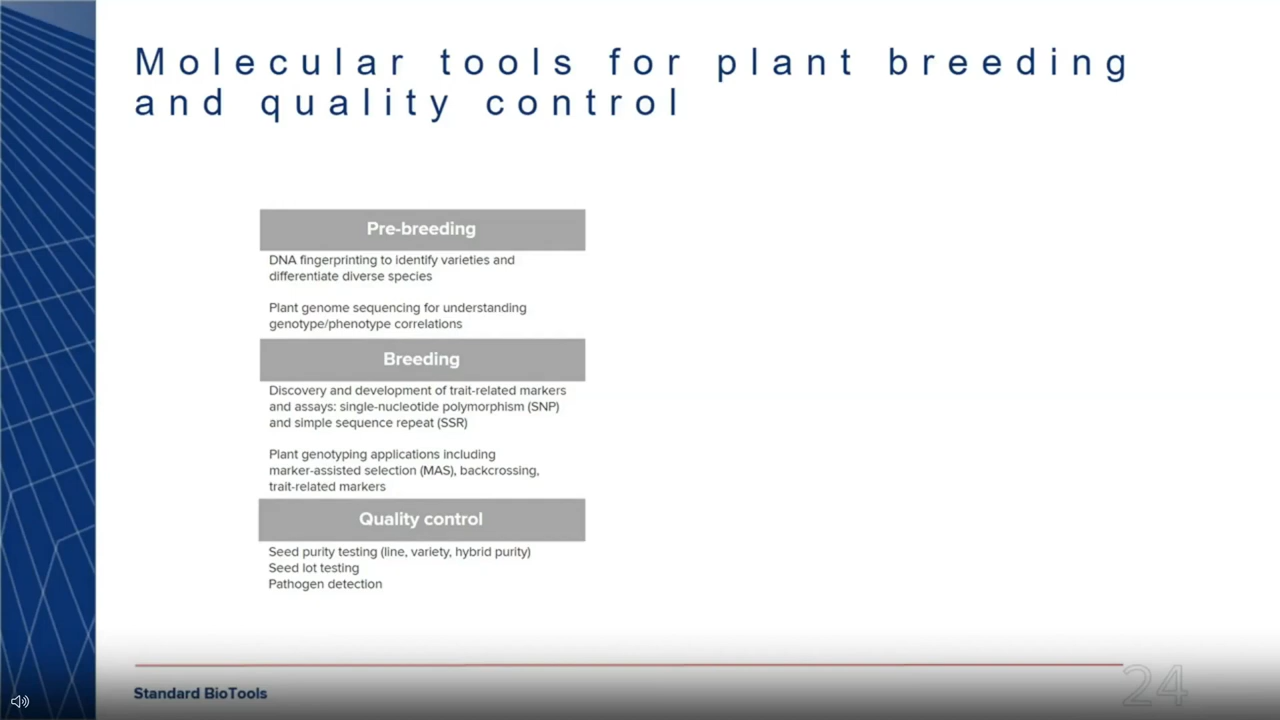 Molecular tools for plant breeding
and quality control
Pre-breeding
DNA fingerprinting to identify varieties and
differentiate diverse species
Plant genome sequencing for understanding
genotype/phenotype correlations
Breeding
Discovery and development of trait-related markers
and assays: single-nucleotide polymorphism (SNP)
and simple sequence repeat (SSR)
Plant genotyping applications including
marker-assisted selection (MAS), backcrossing,
trait-related markers
Quality control
Seed purity testing (line, variety, hybrid purity)
Seed lot testing
Pathogen detection
Standard BioTools
24